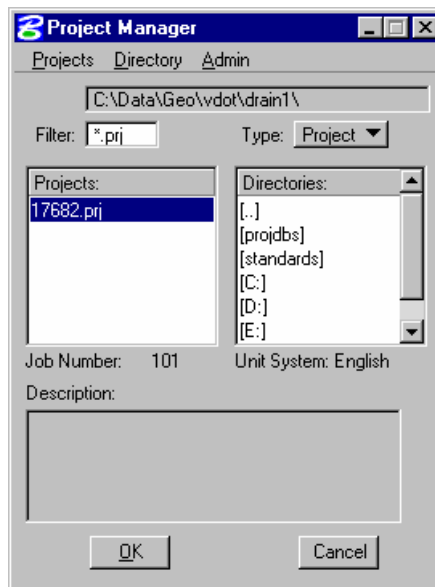 Project Manager
Projects Directory Admin
C:\Data\Geo\vdot\drain1\
Filter: *.prj Type: Project
Projects:
17682.prj
Directories:
[..]
[projdbs]
[standards]
[C:]
[D:]
[E:]
Job Number: 101 Unit System: English
Description:
OK Cancel